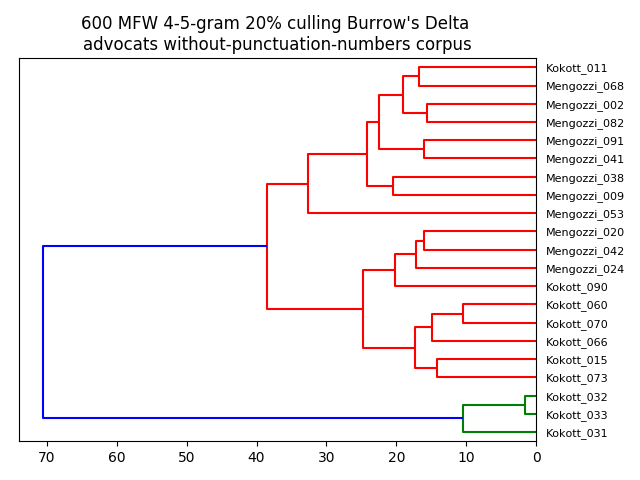 600 MFW 4-5-gram 20% culling Burrow's Delta
advocats without-punctuation-numbers corpus
Kokott_011
Mengozzi_068
Mengozzi_002
Mengozzi_082
Mengozzi_091
Mengozzi_041
Mengozzi_038
Mengozzi_009
Mengozzi_053
Mengozzi_020
Mengozzi_042
Mengozzi_024
Kokott_090
Kokott_060
Kokott_070
Kokott_066
Kokott_015
Kokott_073
Kokott_032
Kokott_033
Kokott_031
70 60 50 40 30 20 10 0